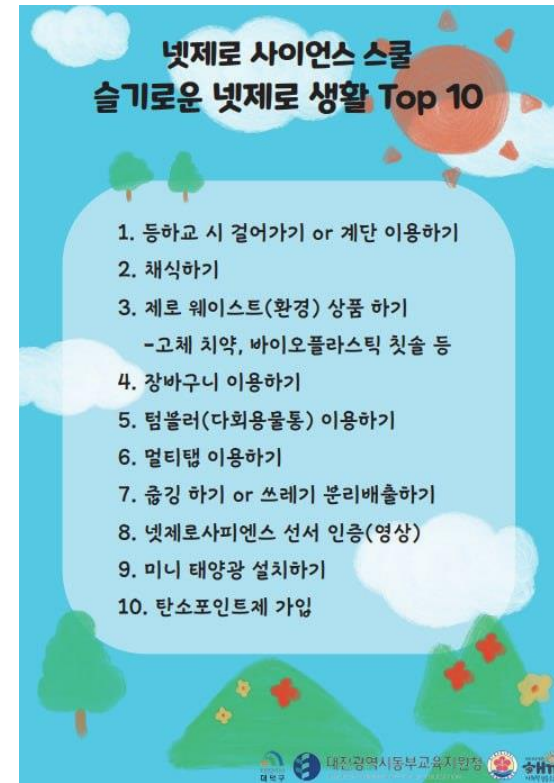 넷제로 사이언스 스쿨
슬기로운 넷제로 생활 Top 10
1. 등하교 시 걸어가기 or 계단 이용하기
2. 채식하기
3. 제로 웨이스트(환경) 상품 하기
-고체 치약, 바이오플라스틱 칫솔 등
4. 장바구니 이용하기
5. 텀블러(다회용물통) 이용하기
6. 멀티탭 이용하기
7. 줍깅 하기 or 쓰레기 분리배출하기
8. 넷제로사피엔스 선서 인증(영상)
9. 미니 태양광 설치하기
10. 탄소포인트제 가입
대덕구
대전광역시동부교육지원청